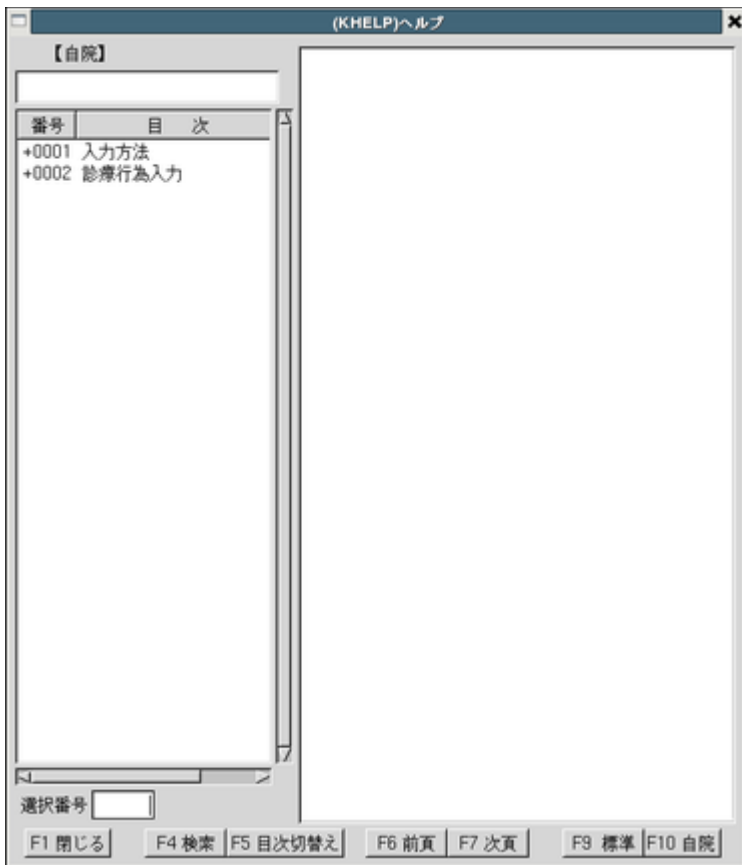 (KHELP)ヘルプ
【自院】
番号 目 次
+0001 入力方法
+0002 診療行為入力
選択番号
F1 閉じる F4 検索 F5 目次切替え F6 前頁 F7 次頁 F9 標準 F10 自院